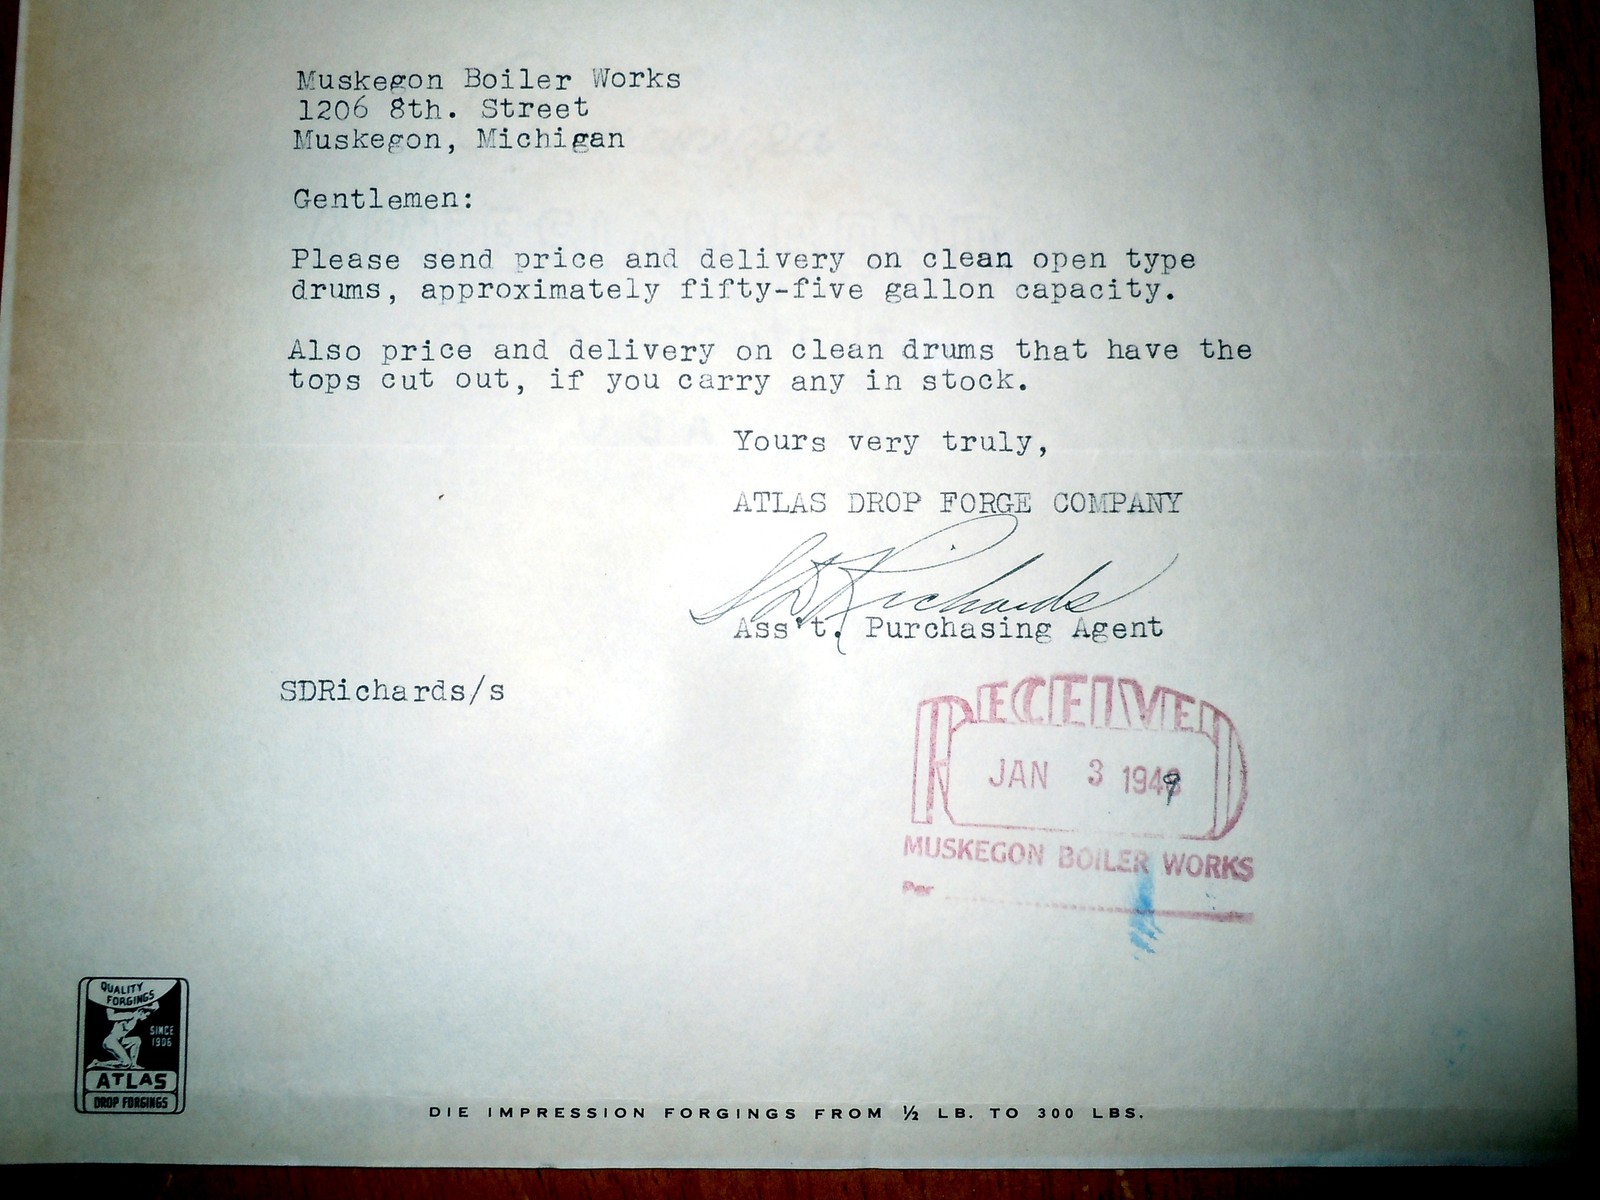 Muskegon Boiler Works
1206 8th. Street
Muskegon, Michigan
Gentlemen:
Please send price and delivery on clean open type
drums, approximately fifty-five gallon capacity.
Also price and delivery on clean drums that have the
tops cut out, if you carry any in stock.
Yours very truly,
ATLAS DROP FORGE COMPANY
SDRichards
Ass't. Purchasing Agent
SDRichards/s
RECEIVED
JAN 3 1949
MUSKEGON BOILER WORKS
Per
QUALITY
FORGINGS
SINCE
1906
ATLAS
DROP FORGINGS
DIE IMPRESSION FORGINGS FROM ½ LB. TO 300 LBS.